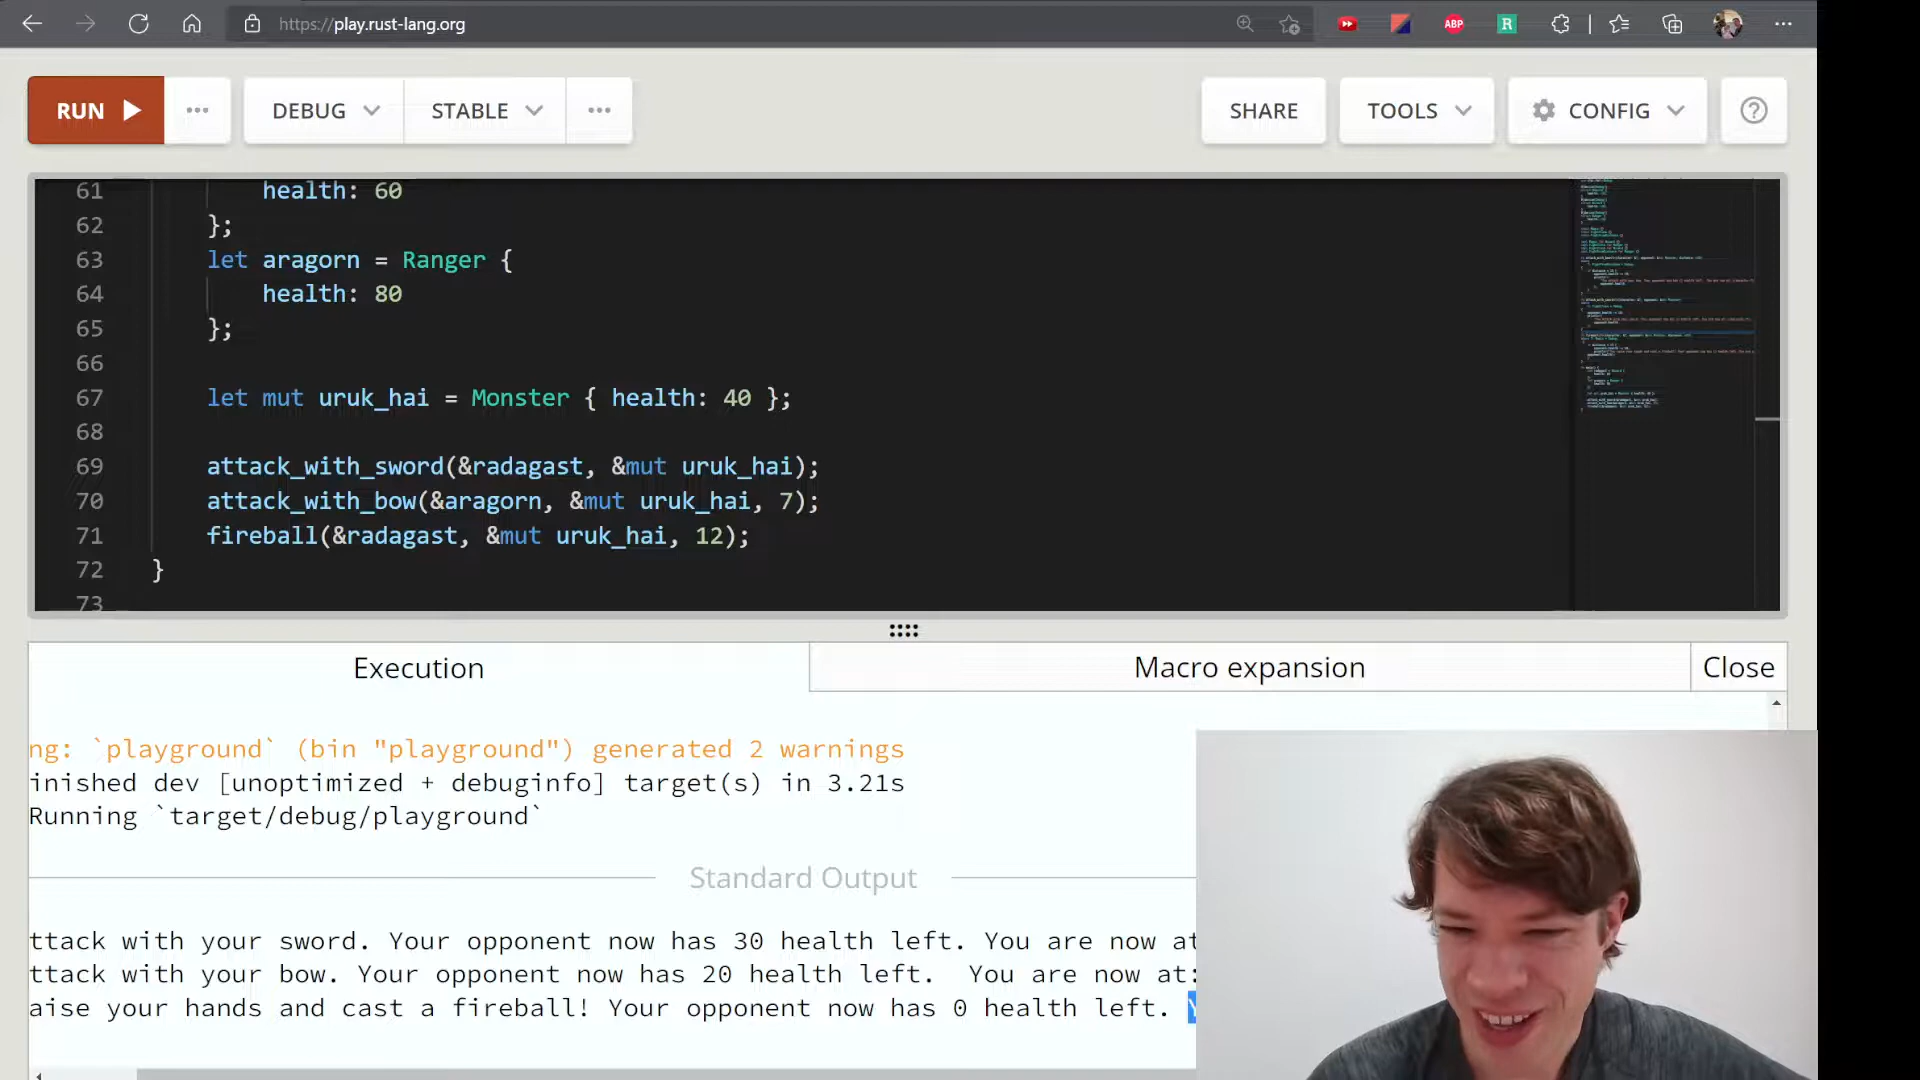 https://play.rust-lang.org
ABP
R
RUN
DEBUG
STABLE
SHARE
TOOLS
CONFIG
61 health: 60
62 };
63 let aragorn = Ranger {
64 health: 80
65 };
66
67 let mut uruk_hai = Monster { health: 40 };
68
69 attack_with_sword(&radagast, &mut uruk_hai);
70 attack_with_bow(&aragorn, &mut uruk_hai, 7);
71 fireball(&radagast, &mut uruk_hai, 12);
72 }
73
Execution
Macro expansion
Close
ng: `playground` (bin "playground") generated 2 warnings
inished dev [unoptimized + debuginfo] target(s) in 3.21s
Running `target/debug/playground`
Standard Output
ttack with your sword. Your opponent now has 30 health left. You are now at
ttack with your bow. Your opponent now has 20 health left.  You are now at:
aise your hands and cast a fireball! Your opponent now has 0 health left.